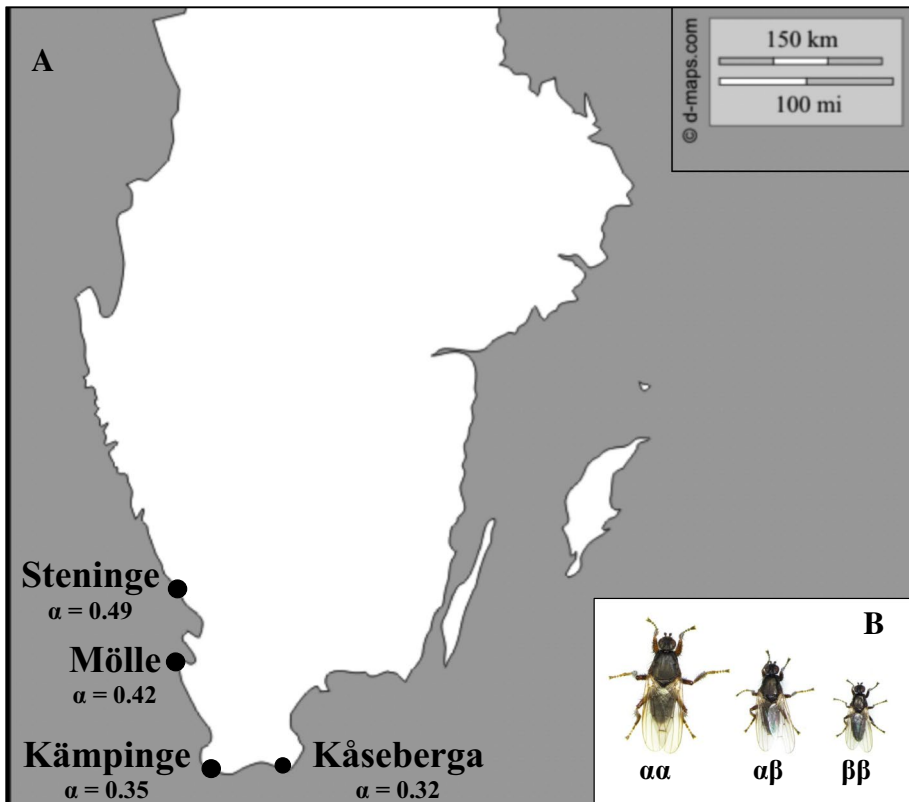 A
150 km
100 mi
© d-maps.com
Steninge
α = 0.49
Mölle
α = 0.42
Kämpinge
α = 0.35
Kåseberga
α = 0.32
B
αα
αβ
ββ